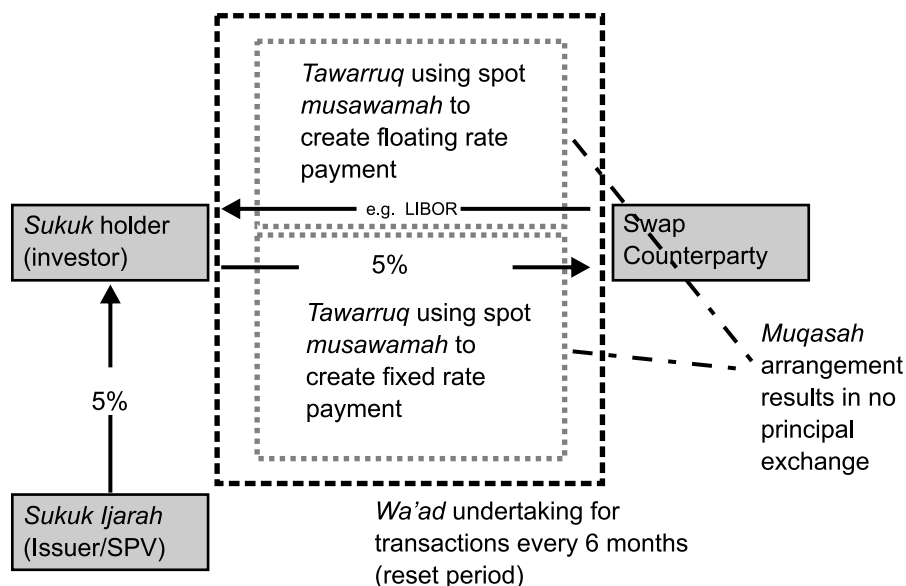 Tawarruq using spot
musawamah to
create floating rate
payment
e.g. LIBOR
Sukuk holder
(investor)
Swap
Counterparty
5%
Tawarruq using spot
musawamah to
create fixed rate
payment
Muqasah
arrangement
results in no
principal
exchange
5%
Sukuk Ijarah
(Issuer/SPV)
Wa'ad undertaking for
transactions every 6 months
(reset period)